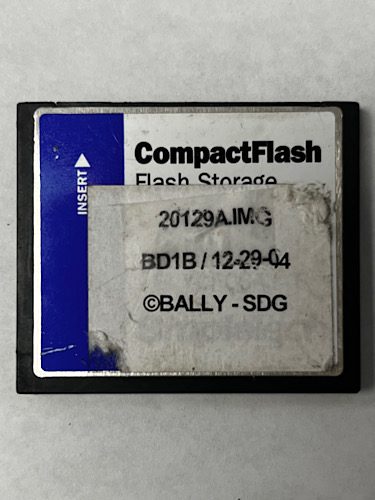 INSERT
CompactFlash
Flash Storage
20129A.IMG
BD1B / 12-29-04
©BALLY - SDG